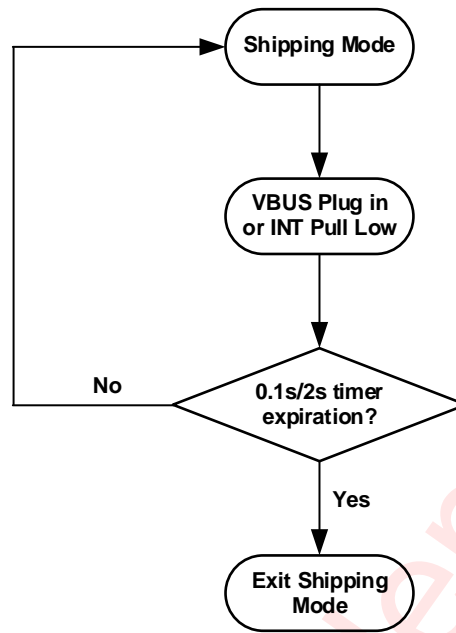 Shipping Mode
VBUS Plug in
or INT Pull Low
0.1s/2s timer
expiration?
No
Yes
Exit Shipping
Mode